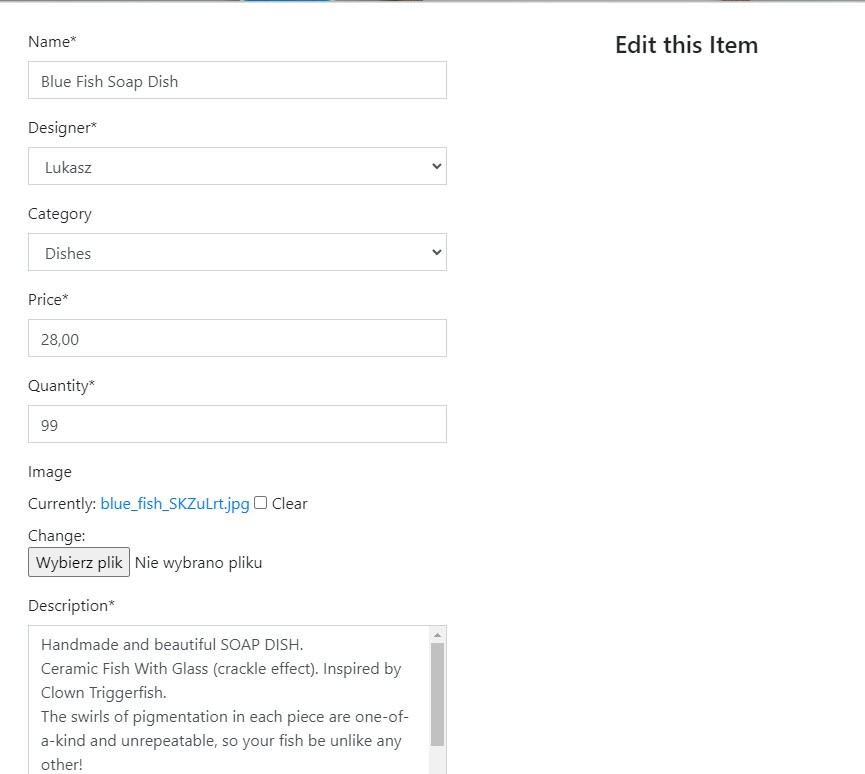 Edit this Item
Name*
Blue Fish Soap Dish
Designer*
Lukasz
Category
Dishes
Price*
28,00
Quantity*
99
Image
Currently: blue_fish_SKZuLrt.jpg Clear
Change:
Wybierz plik Nie wybrano pliku
Description*
Handmade and beautiful SOAP DISH.
Ceramic Fish With Glass (crackle effect). Inspired by
Clown Triggerfish.
The swirls of pigmentation in each piece are one-of-
a-kind and unrepeatable, so your fish be unlike any
other!